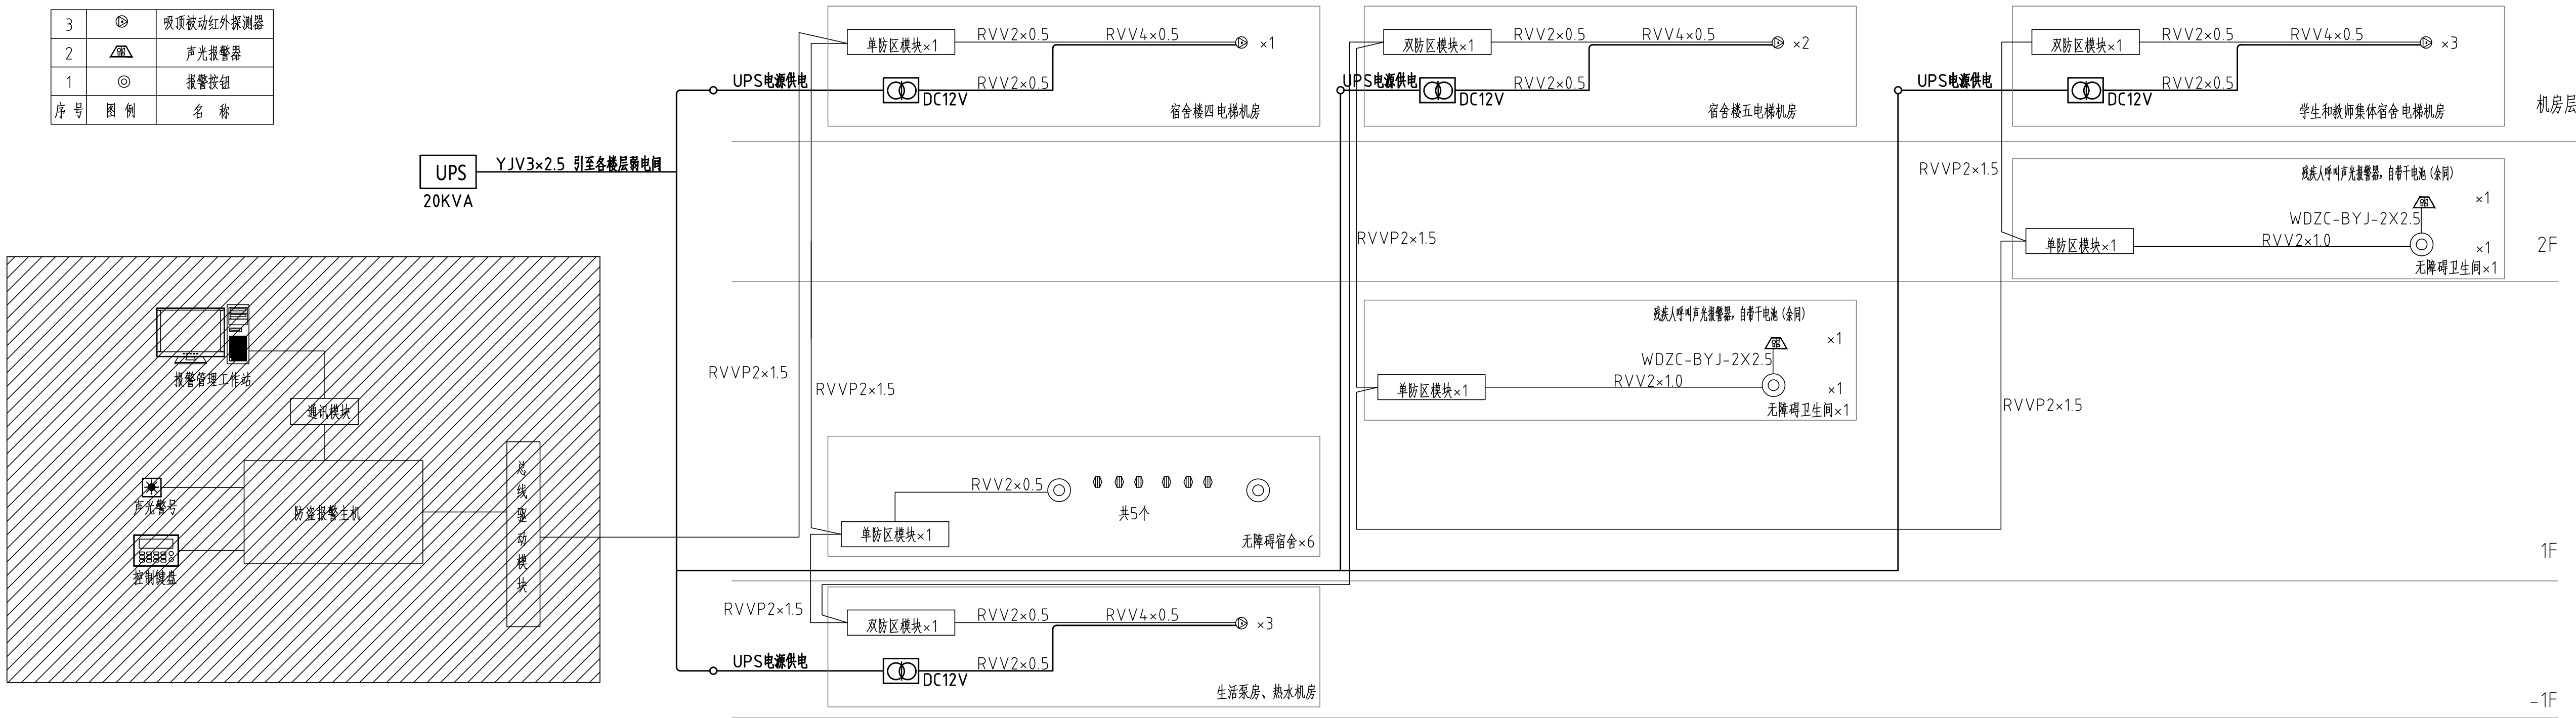 3 吸顶被动红外探测器
2 声光报警器
1 报警按钮
序 号 图 例 名 称
UPS
20KVA
YJV3×2.5 引至各楼层弱电间
报警管理工作站
通讯模块
声光警号
防盗报警主机
控制键盘
总线驱动模块
单防区模块×1
RVV2×0.5
RVV4×0.5
×1
UPS电源供电
DC12V
RVV2×0.5
宿舍楼四电梯机房
双防区模块×1
RVV2×0.5
RVV4×0.5
×2
UPS电源供电
DC12V
RVV2×0.5
宿舍楼五电梯机房
双防区模块×1
RVV2×0.5
RVV4×0.5
×3
UPS电源供电
DC12V
RVV2×0.5
学生和教师集体宿舍电梯机房
机房层
RVVP2×1.5
RVVP2×1.5
残疾人呼叫声光报警器，自带干电池（余同）
×1
WDZC-BYJ-2X2.5
单防区模块×1
RVV2×1.0
×1
无障碍卫生间×1
2F
残疾人呼叫声光报警器，自带干电池（余同）
×1
WDZC-BYJ-2X2.5
单防区模块×1
RVV2×1.0
×1
无障碍卫生间×1
RVVP2×1.5
RVVP2×1.5
RVVP2×1.5
RVV2×0.5
共5个
单防区模块×1
无障碍宿舍×6
1F
RVVP2×1.5
双防区模块×1
RVV2×0.5
RVV4×0.5
×3
UPS电源供电
DC12V
RVV2×0.5
生活泵房、热水机房
-1F